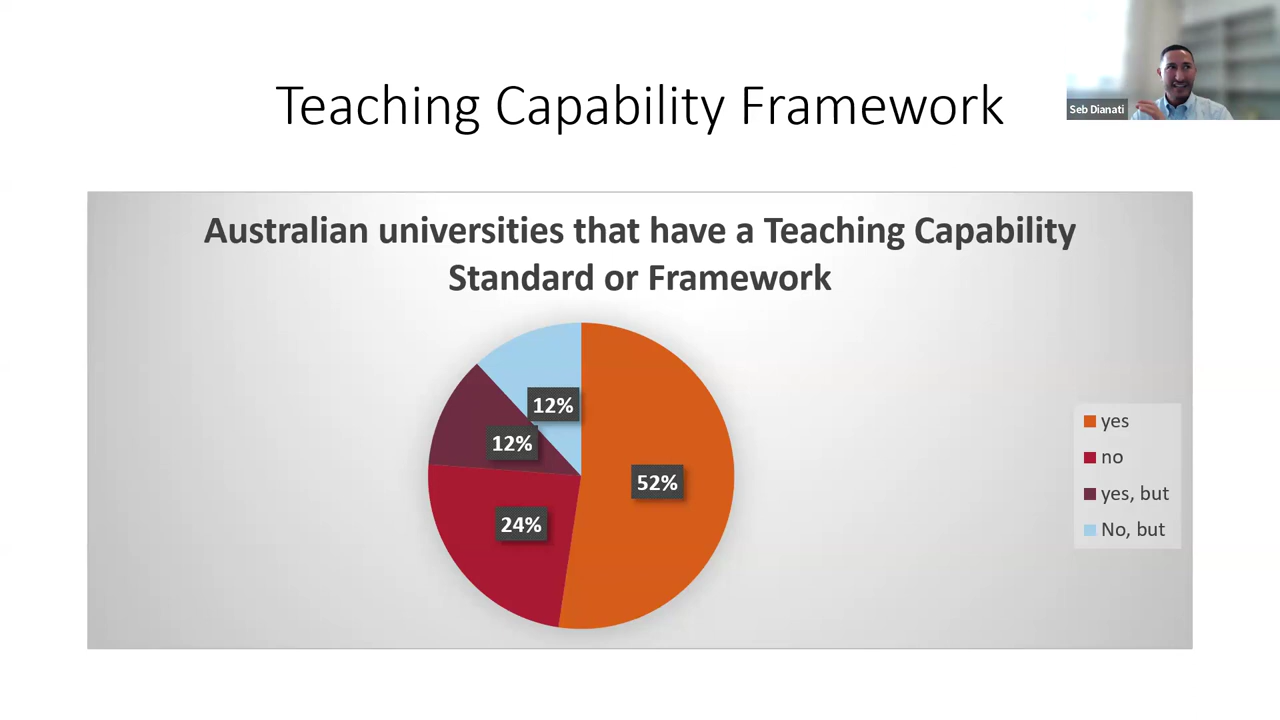 Teaching Capability Framework
Seb Dianati
Australian universities that have a Teaching Capability
Standard or Framework
12%
12%
52%
24%
yes
no
yes, but
No, but